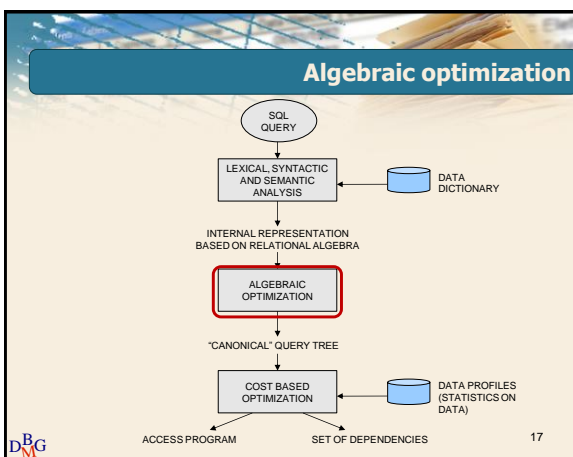 Algebraic optimization
SQL
QUERY
LEXICAL, SYNTACTIC
AND SEMANTIC
ANALYSIS
DATA
DICTIONARY
INTERNAL REPRESENTATION
BASED ON RELATIONAL ALGEBRA
ALGEBRAIC
OPTIMIZATION
“CANONICAL” QUERY TREE
COST BASED
OPTIMIZATION
DATA PROFILES
(STATISTICS ON
DATA)
ACCESS PROGRAM
SET OF DEPENDENCIES
DBMG
17